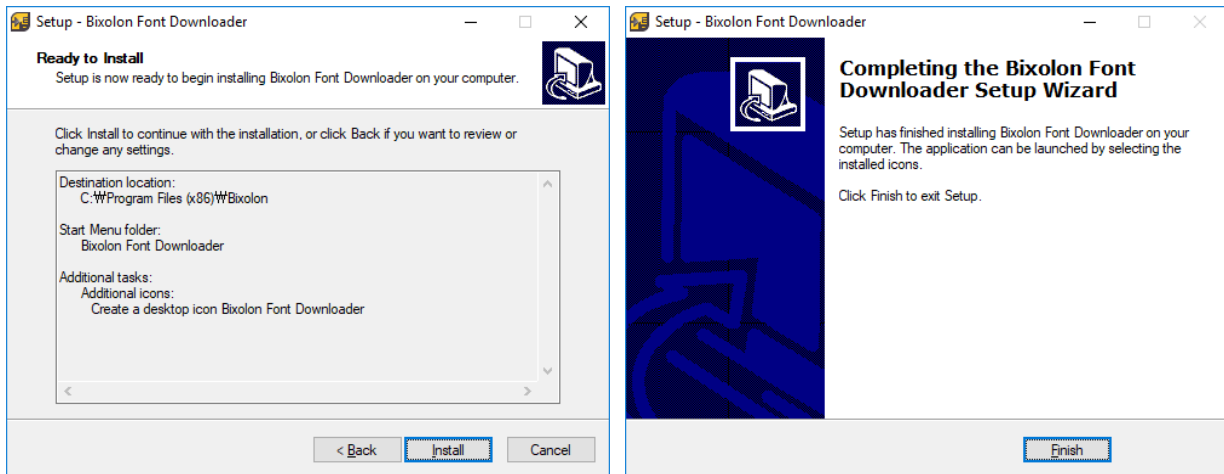 Setup - Bixolon Font Downloader
Ready to Install
Setup is now ready to begin installing Bixolon Font Downloader on your computer.
Click Install to continue with the installation, or click Back if you want to review or
change any settings.
Destination location:
C:₩Program Files (x86)₩Bixolon
Start Menu folder:
Bixolon Font Downloader
Additional tasks:
Additional icons:
Create a desktop icon Bixolon Font Downloader
< Back
Install
Cancel
Setup - Bixolon Font Downloader
Completing the Bixolon Font
Downloader Setup Wizard
Setup has finished installing Bixolon Font Downloader on your
computer. The application can be launched by selecting the
installed icons.
Click Finish to exit Setup.
Finish